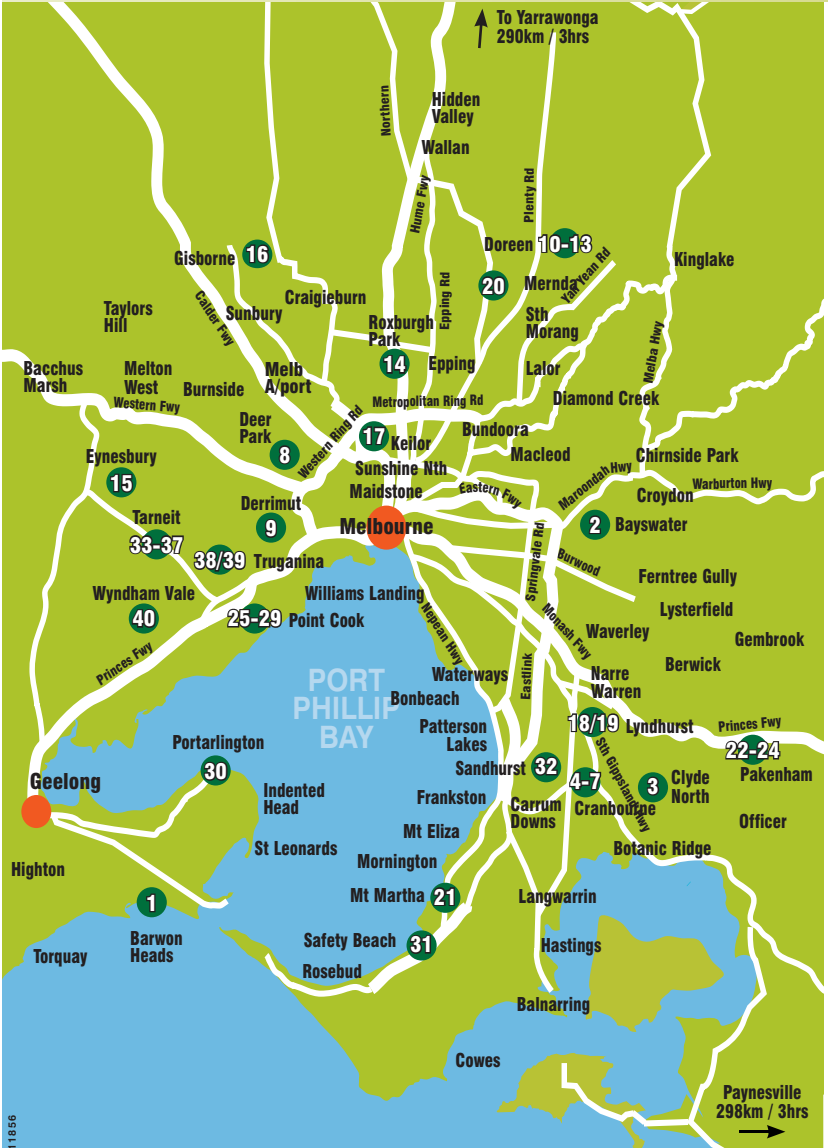 To Yarrawonga
290km / 3hrs
Northern
Hidden
Valley
Wallan
Hume Fwy
Plenty Rd
Doreen 10-13
Gisborne 16
Kinglake
20 Mernda
Yan Yean Rd
Epping Rd
Craigieburn
Calder Fwy
Sunbury
Taylors
Hill
Sth
Morang
Roxburgh
Park
14
Epping
Melba Hwy
Bacchus
Marsh
Melton
West
Burnside
Melb
A/port
Lalor
Western Fwy
Metropolitan Ring Rd
Diamond Creek
Deer
Park
8
Western Ring Rd
17 Keilor
Bundoora
Eynesbury
15
Sunshine Nth
Macleod
Chirnside Park
Maroondah Hwy
Warburton Hwy
Maidstone
Eastern Fwy
Croydon
Derrimut
9
Tarneit
33-37
Melbourne
2 Bayswater
Springvale Rd
38/39 Truganina
Burwood
Ferntree Gully
Wyndham Vale
40
Williams Landing
Lysterfield
25-29 Point Cook
Nepean Hwy
Monash Fwy
Waverley
Gembrook
Princes Fwy
Berwick
Eastlink
Waterways
Narre
Warren
PORT
PHILLIP
BAY
Bonbeach
18/19 Lyndhurst
Princes Fwy
22-24
Pakenham
Patterson
Lakes
Sth Gippsland Hwy
Portarlington
30
Sandhurst 32
4-7
Cranbourne
3 Clyde
North
Geelong
Indented
Head
Frankston
Carrum
Downs
Officer
Mt Eliza
St Leonards
Botanic Ridge
Mornington
Highton
1
Barwon
Heads
Mt Martha 21
Langwarrin
Safety Beach 31
Hastings
Torquay
Rosebud
Balnarring
Cowes
Paynesville
298km / 3hrs
11856